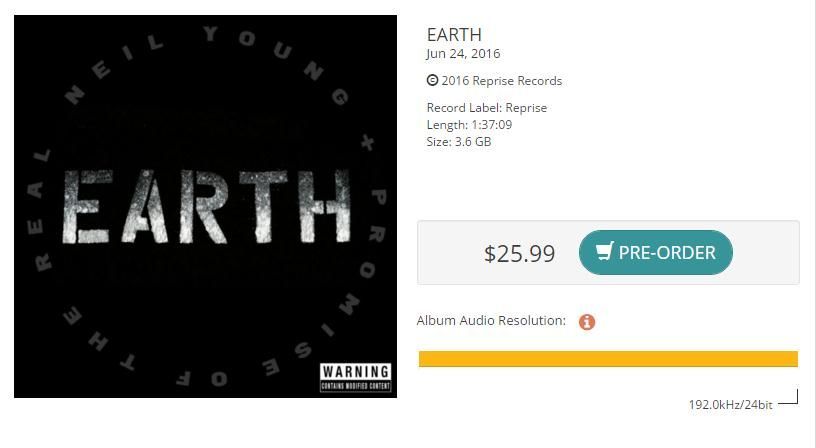 NEIL YOUNG + PROMISE OF THE REAL
EARTH
WARNING
CONTAINS MODIFIED CONTENT
EARTH
Jun 24, 2016
© 2016 Reprise Records
Record Label: Reprise
Length: 1:37:09
Size: 3.6 GB
$25.99
PRE-ORDER
Album Audio Resolution:
192.0kHz/24bit